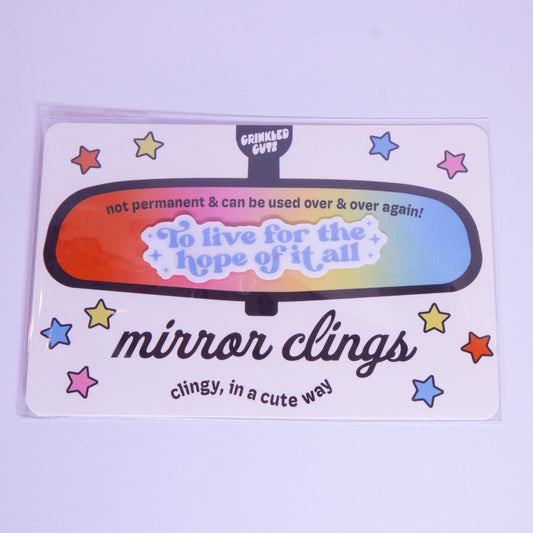 GRINKLED
GUTS
not permanent & can be used over & over again!
To live for the
hope of it all
mirror clings
clingy, in a cute way